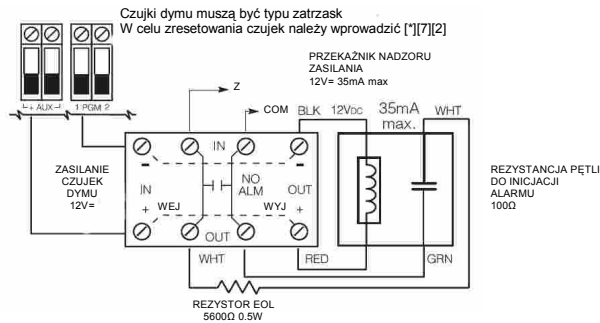 Czujki dymu muszą być typu zatrzask
W celu zresetowania czujek należy wprowadzić [*][7][2]
PRZEKAŹNIK NADZORU
ZASILANIA
12V= 35mA max
+ AUX -
1 PGM 2
Z
COM
BLK
12VDC
35mA
max.
WHT
IN
-
-
ZASILANIE
CZUJEK
DYMU
12V=
IN
+
WEJ
NO
ALM
OUT
WYJ
+
OUT
REZYSTANCJA PĘTLI
DO INICJACJI
ALARMU
100Ω
WHT
RED
GRN
REZYSTOR EOL
5600Ω 0.5W